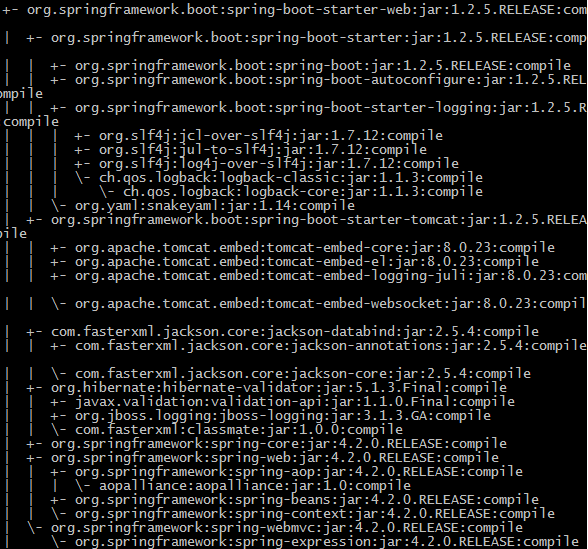 +- org.springframework.boot:spring-boot-starter-web:jar:1.2.5.RELEASE:com
|  +- org.springframework.boot:spring-boot-starter:jar:1.2.5.RELEASE:comp
|  |  +- org.springframework.boot:spring-boot:jar:1.2.5.RELEASE:compile
|  |  +- org.springframework.boot:spring-boot-autoconfigure:jar:1.2.5.REL
ompile
|  |  +- org.springframework.boot:spring-boot-starter-logging:jar:1.2.5.R
compile
|  |  |  +- org.slf4j:jcl-over-slf4j:jar:1.7.12:compile
|  |  |  +- org.slf4j:jul-to-slf4j:jar:1.7.12:compile
|  |  |  +- org.slf4j:log4j-over-slf4j:jar:1.7.12:compile
|  |  |  \- ch.qos.logback:logback-classic:jar:1.1.3:compile
|  |  |     \- ch.qos.logback:logback-core:jar:1.1.3:compile
|  |  \- org.yaml:snakeyaml:jar:1.14:compile
|  +- org.springframework.boot:spring-boot-starter-tomcat:jar:1.2.5.RELEA
pile
|  |  +- org.apache.tomcat.embed:tomcat-embed-core:jar:8.0.23:compile
|  |  +- org.apache.tomcat.embed:tomcat-embed-el:jar:8.0.23:compile
|  |  +- org.apache.tomcat.embed:tomcat-embed-logging-juli:jar:8.0.23:com
|  |  \- org.apache.tomcat.embed:tomcat-embed-websocket:jar:8.0.23:compil
|  +- com.fasterxml.jackson.core:jackson-databind:jar:2.5.4:compile
|  |  +- com.fasterxml.jackson.core:jackson-annotations:jar:2.5.4:compile
|  |  \- com.fasterxml.jackson.core:jackson-core:jar:2.5.4:compile
|  +- org.hibernate:hibernate-validator:jar:5.1.3.Final:compile
|  |  +- javax.validation:validation-api:jar:1.1.0.Final:compile
|  |  +- org.jboss.logging:jboss-logging:jar:3.1.3.GA:compile
|  |  \- com.fasterxml:classmate:jar:1.0.0:compile
|  +- org.springframework:spring-core:jar:4.2.0.RELEASE:compile
|  +- org.springframework:spring-web:jar:4.2.0.RELEASE:compile
|  |  +- org.springframework:spring-aop:jar:4.2.0.RELEASE:compile
|  |  |  \- aopalliance:aopalliance:jar:1.0:compile
|  |  +- org.springframework:spring-beans:jar:4.2.0.RELEASE:compile
|  |  \- org.springframework:spring-context:jar:4.2.0.RELEASE:compile
|  \- org.springframework:spring-webmvc:jar:4.2.0.RELEASE:compile
|     \- org.springframework:spring-expression:jar:4.2.0.RELEASE:compile